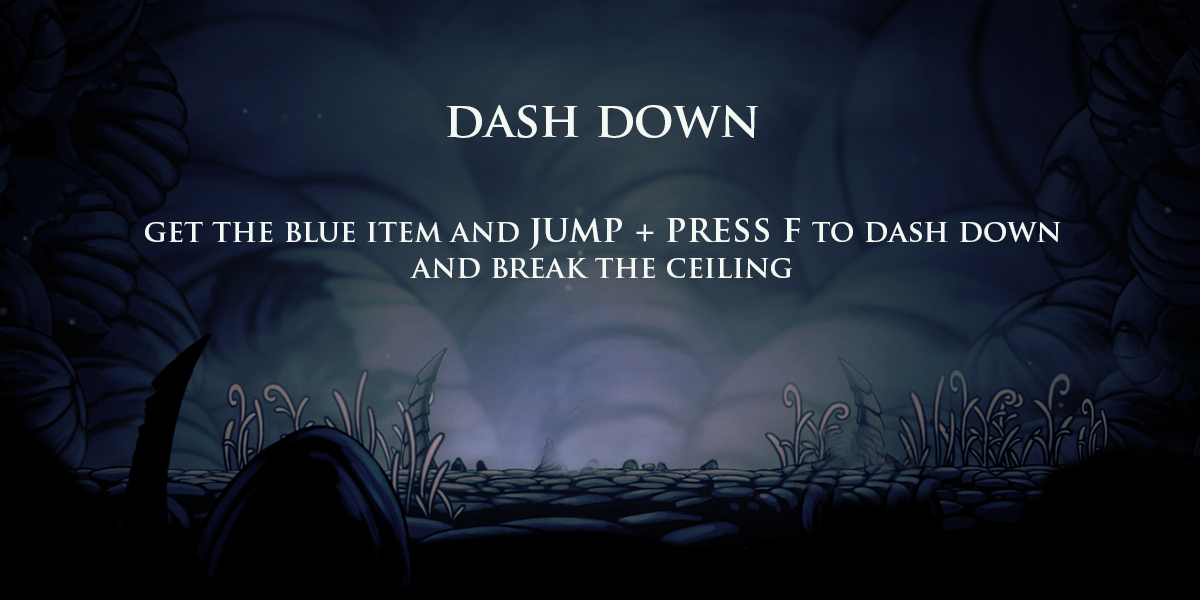 DASH DOWN
GET THE BLUE ITEM AND JUMP + PRESS F TO DASH DOWN
AND BREAK THE CEILING